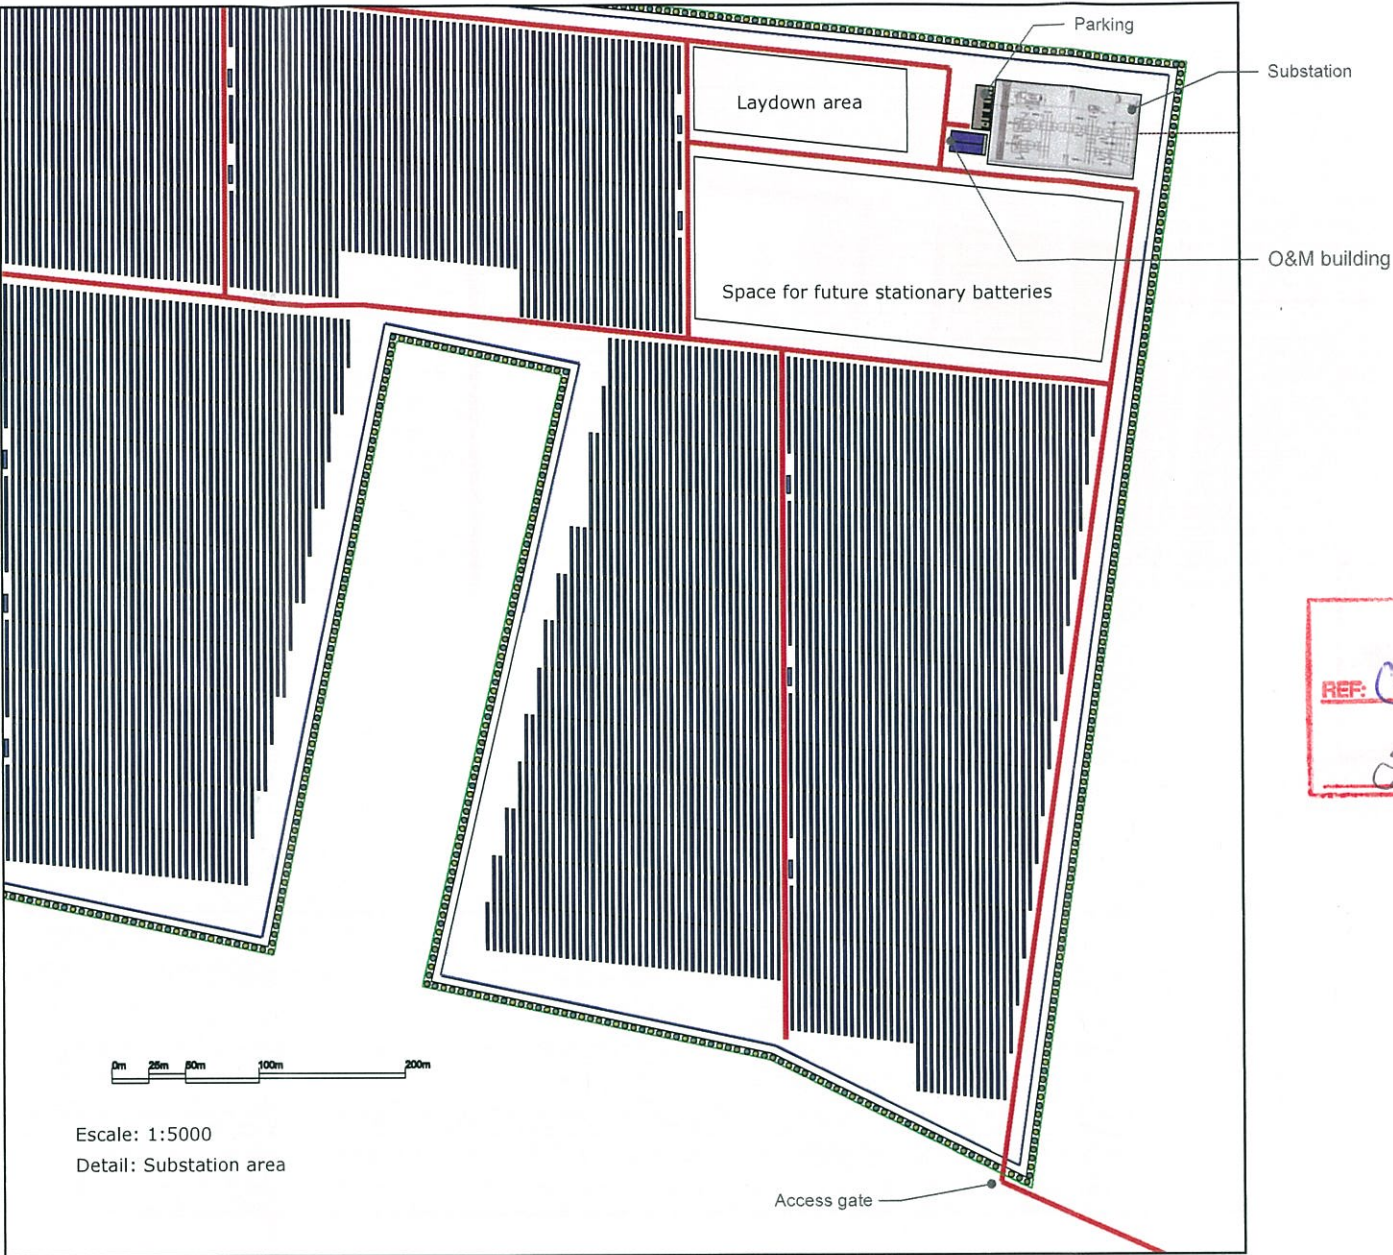 Parking
Substation
Laydown area
O&M building
Space for future stationary batteries
REF:
0m 25m 50m 100m 200m
Escale: 1:5000
Detail: Substation area
Access gate